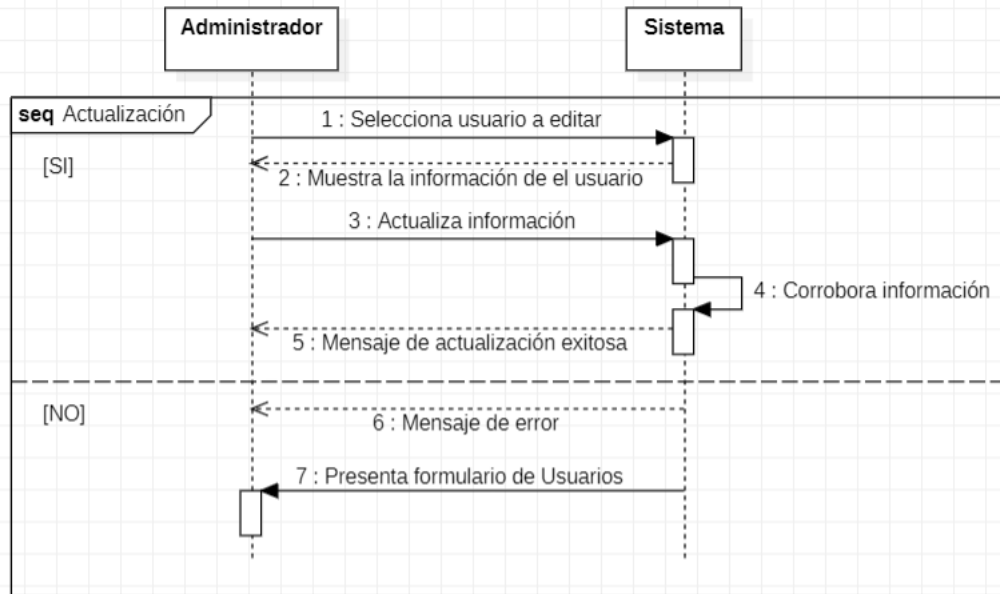 Administrador
Sistema
seq Actualización
1 : Selecciona usuario a editar
[SI]
2 : Muestra la información de el usuario
3 : Actualiza información
4 : Corrobora información
5 : Mensaje de actualización exitosa
[NO]
6 : Mensaje de error
7 : Presenta formulario de Usuarios